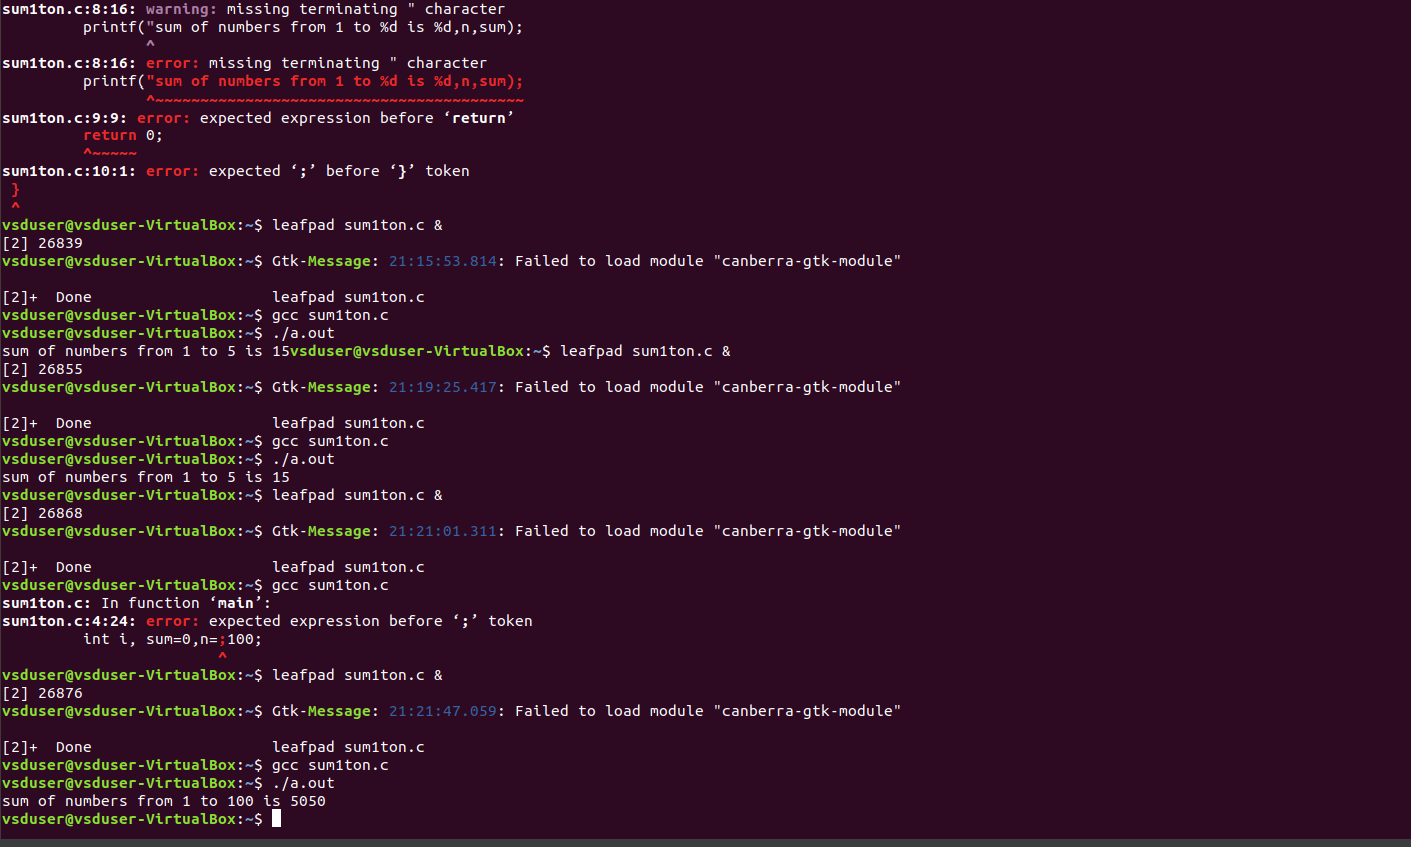 sum1ton.c:8:16: warning: missing terminating " character
         printf("sum of numbers from 1 to %d is %d,n,sum);
                ^
sum1ton.c:8:16: error: missing terminating " character
         printf("sum of numbers from 1 to %d is %d,n,sum);
                ^~~~~~~~~~~~~~~~~~~~~~~~~~~~~~~~~~~~~~~~~~
sum1ton.c:9:9: error: expected expression before ‘return’
         return 0;
         ^~~~~~
sum1ton.c:10:1: error: expected ‘;’ before ‘}’ token
 }
 ^
vsduser@vsduser-VirtualBox:~$ leafpad sum1ton.c &
[2] 26839
vsduser@vsduser-VirtualBox:~$ Gtk-Message: 21:15:53.814: Failed to load module "canberra-gtk-module"

[2]+  Done                    leafpad sum1ton.c
vsduser@vsduser-VirtualBox:~$ gcc sum1ton.c
vsduser@vsduser-VirtualBox:~$ ./a.out
sum of numbers from 1 to 5 is 15vsduser@vsduser-VirtualBox:~$ leafpad sum1ton.c &
[2] 26855
vsduser@vsduser-VirtualBox:~$ Gtk-Message: 21:19:25.417: Failed to load module "canberra-gtk-module"

[2]+  Done                    leafpad sum1ton.c
vsduser@vsduser-VirtualBox:~$ gcc sum1ton.c
vsduser@vsduser-VirtualBox:~$ ./a.out
sum of numbers from 1 to 5 is 15
vsduser@vsduser-VirtualBox:~$ leafpad sum1ton.c &
[2] 26868
vsduser@vsduser-VirtualBox:~$ Gtk-Message: 21:21:01.311: Failed to load module "canberra-gtk-module"

[2]+  Done                    leafpad sum1ton.c
vsduser@vsduser-VirtualBox:~$ gcc sum1ton.c
sum1ton.c: In function ‘main’:
sum1ton.c:4:24: error: expected expression before ‘;’ token
         int i, sum=0,n=;100;
                        ^
vsduser@vsduser-VirtualBox:~$ leafpad sum1ton.c &
[2] 26876
vsduser@vsduser-VirtualBox:~$ Gtk-Message: 21:21:47.059: Failed to load module "canberra-gtk-module"

[2]+  Done                    leafpad sum1ton.c
vsduser@vsduser-VirtualBox:~$ gcc sum1ton.c
vsduser@vsduser-VirtualBox:~$ ./a.out
sum of numbers from 1 to 100 is 5050
vsduser@vsduser-VirtualBox:~$